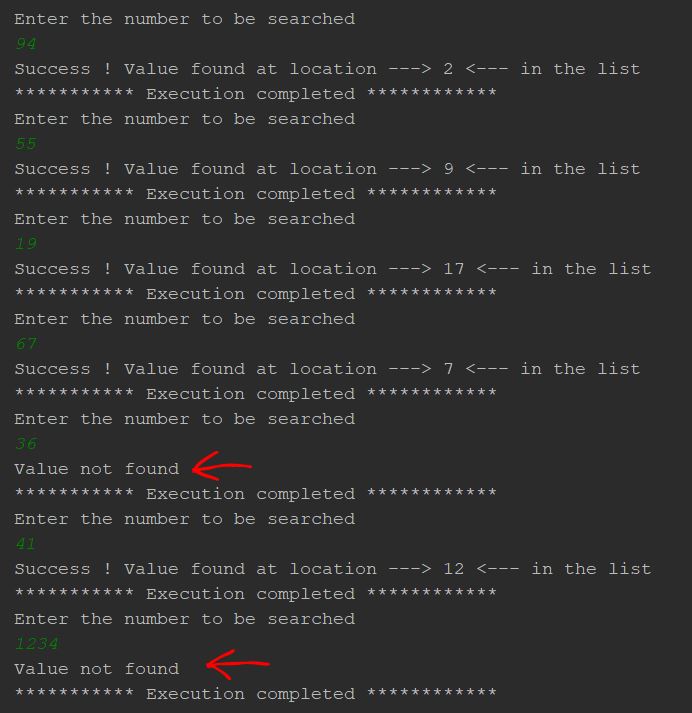 Enter the number to be searched
94
Success ! Value found at location ---> 2 <--- in the list
*********** Execution completed ************
Enter the number to be searched
55
Success ! Value found at location ---> 9 <--- in the list
*********** Execution completed ************
Enter the number to be searched
19
Success ! Value found at location ---> 17 <--- in the list
*********** Execution completed ************
Enter the number to be searched
67
Success ! Value found at location ---> 7 <--- in the list
*********** Execution completed ************
Enter the number to be searched
36
Value not found
*********** Execution completed ************
Enter the number to be searched
41
Success ! Value found at location ---> 12 <--- in the list
*********** Execution completed ************
Enter the number to be searched
1234
Value not found
*********** Execution completed ************